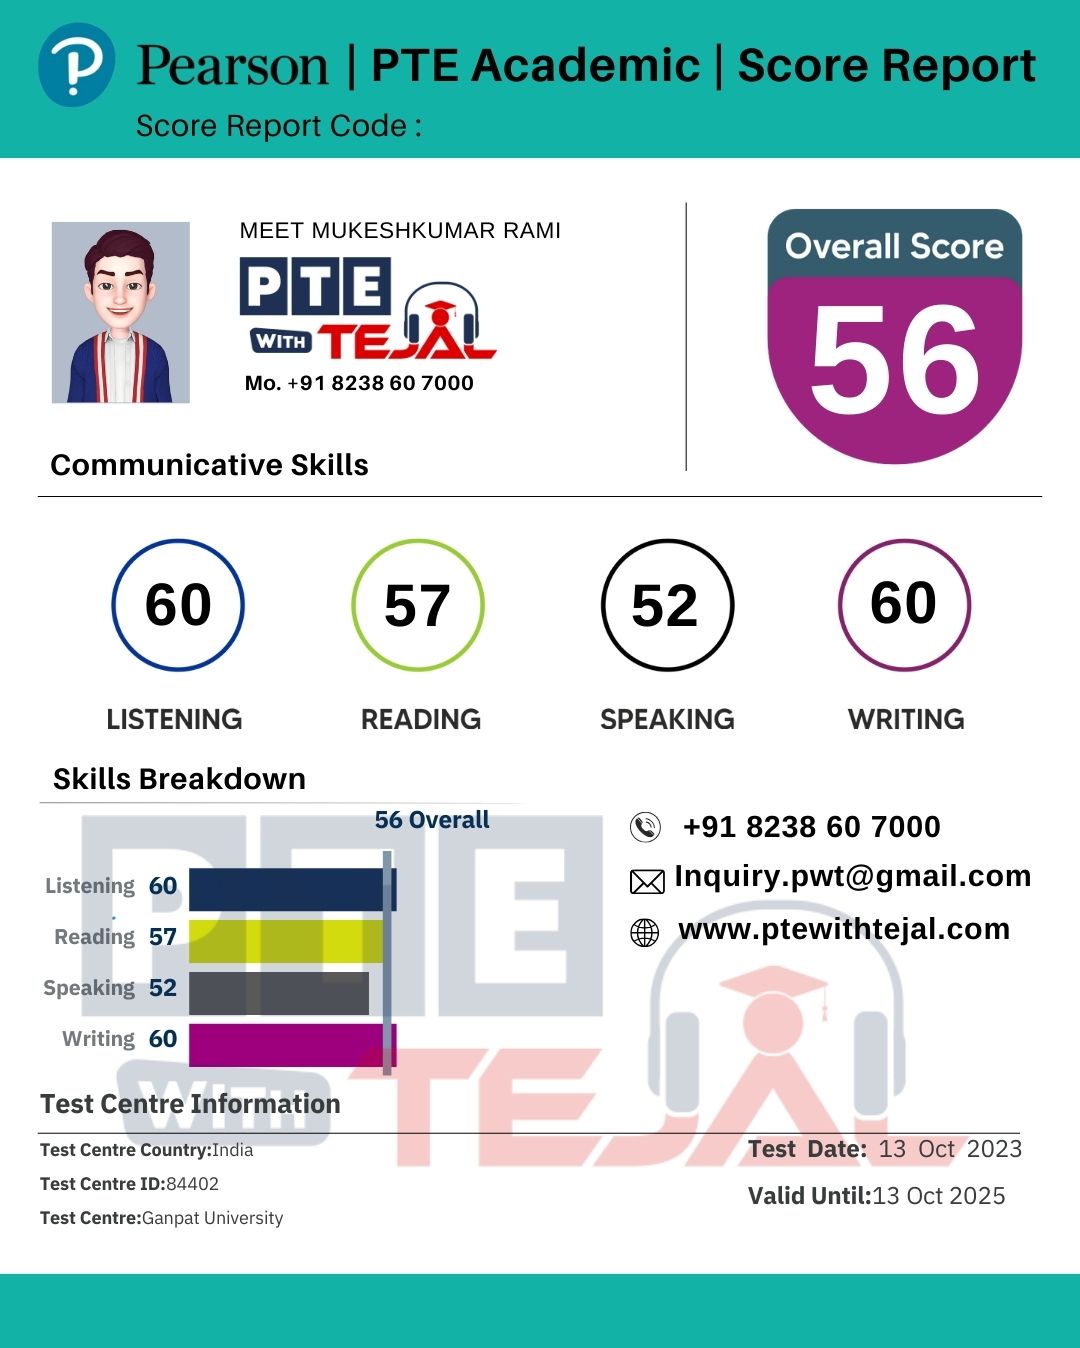 Pearson | PTE Academic | Score Report
Score Report Code :
MEET MUKESHKUMAR RAMI
PTE
WITH TEJAL
Mo. +91 8238 60 7000
Overall Score
56
Communicative Skills
60 57 52 60
LISTENING READING SPEAKING WRITING
Skills Breakdown
56 Overall
Listening 60
Reading 57
Speaking 52
Writing 60
+91 8238 60 7000
Inquiry.pwt@gmail.com
www.ptewithtejal.com
PTE
WITH TEJAL
Test Centre Information
Test Centre Country:India
Test Centre ID:84402
Test Centre:Ganpat University
Test Date: 13 Oct 2023
Valid Until:13 Oct 2025